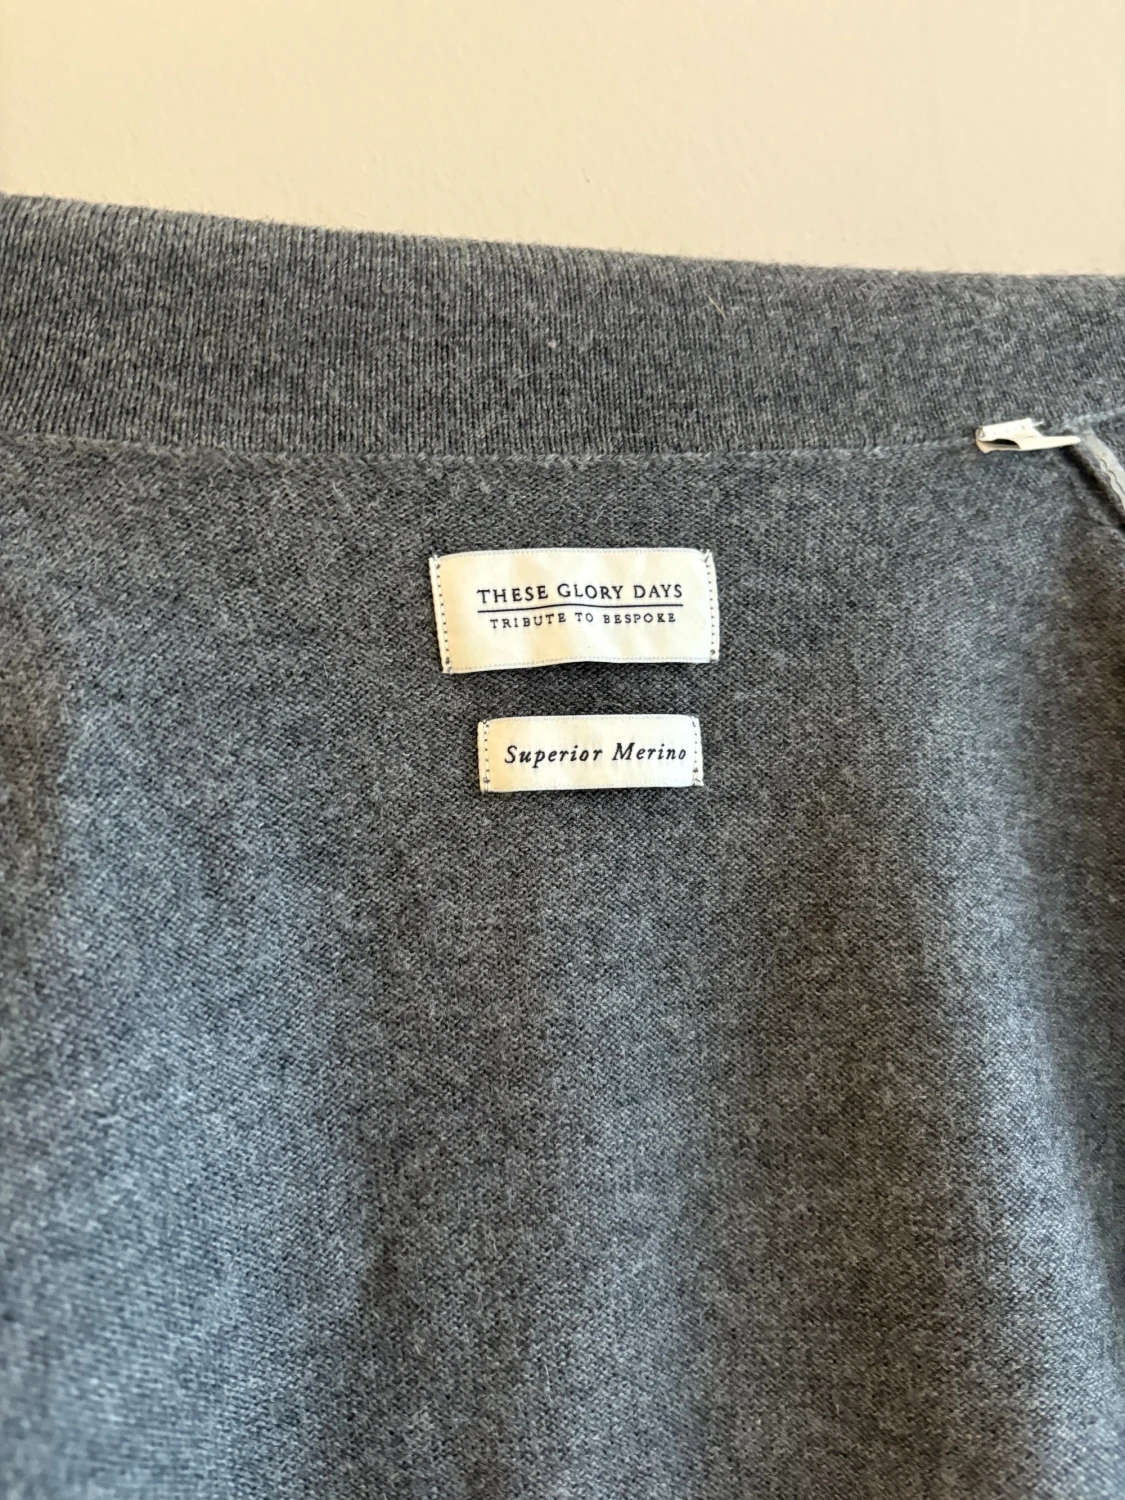 THESE GLORY DAYS
TRIBUTE TO BESPOKE
Superior Merino